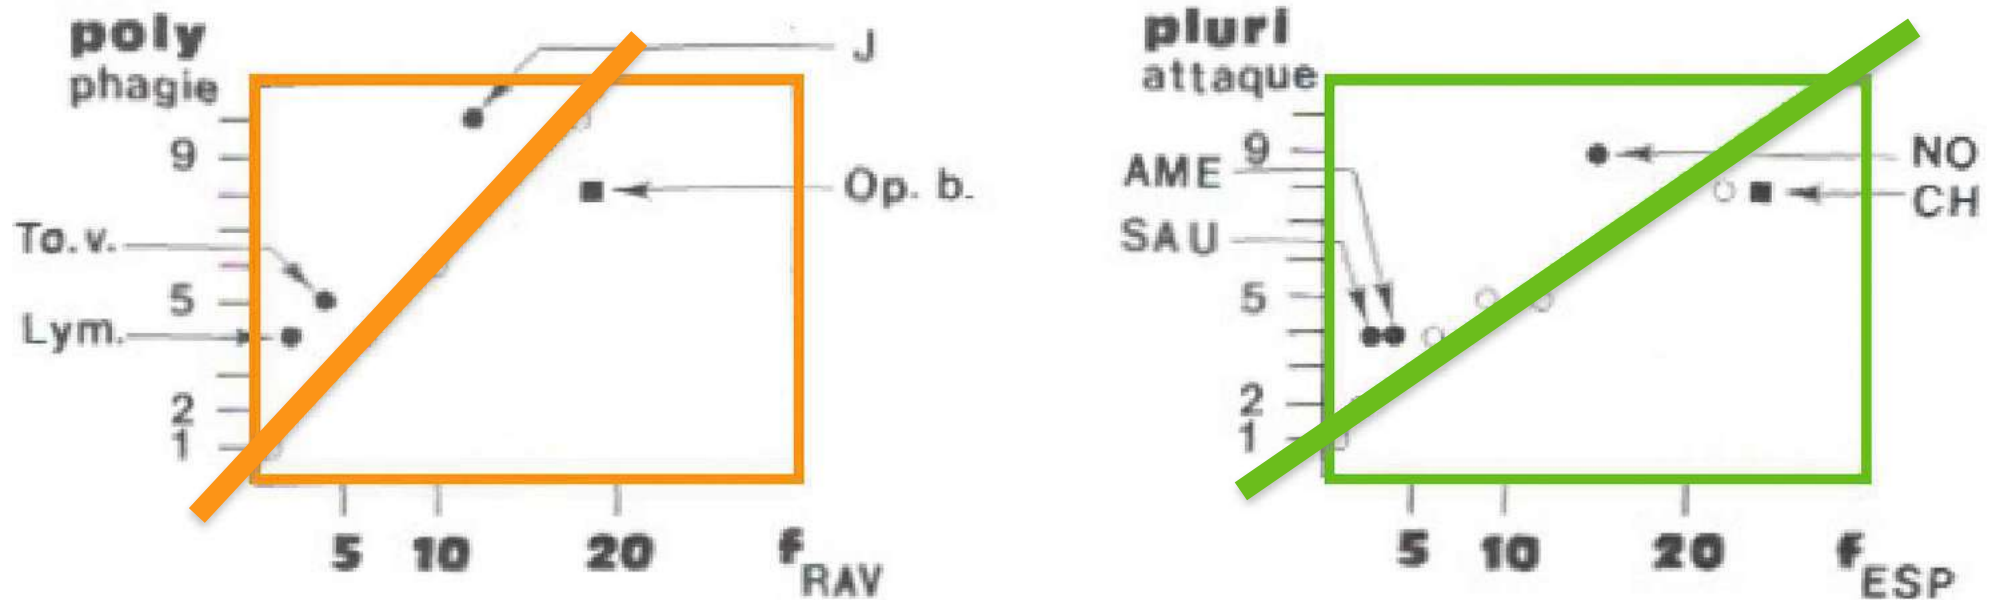 poly
phagie
J
9
Op. b.
To. v.
5
Lym.
2
1
5 10 20 f RAV
pluri
attaque
9
NO
AME
CH
SAU
5
2
1
5 10 20 f ESP